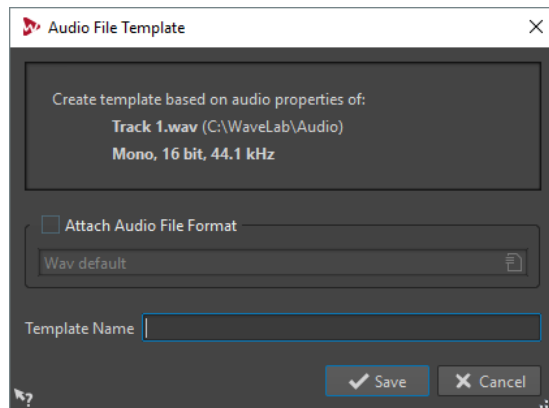 Audio File Template
Create template based on audio properties of:
Track 1.wav (C:\WaveLab\Audio)
Mono, 16 bit, 44.1 kHz
Attach Audio File Format
Wav default
Template Name
Save Cancel
?